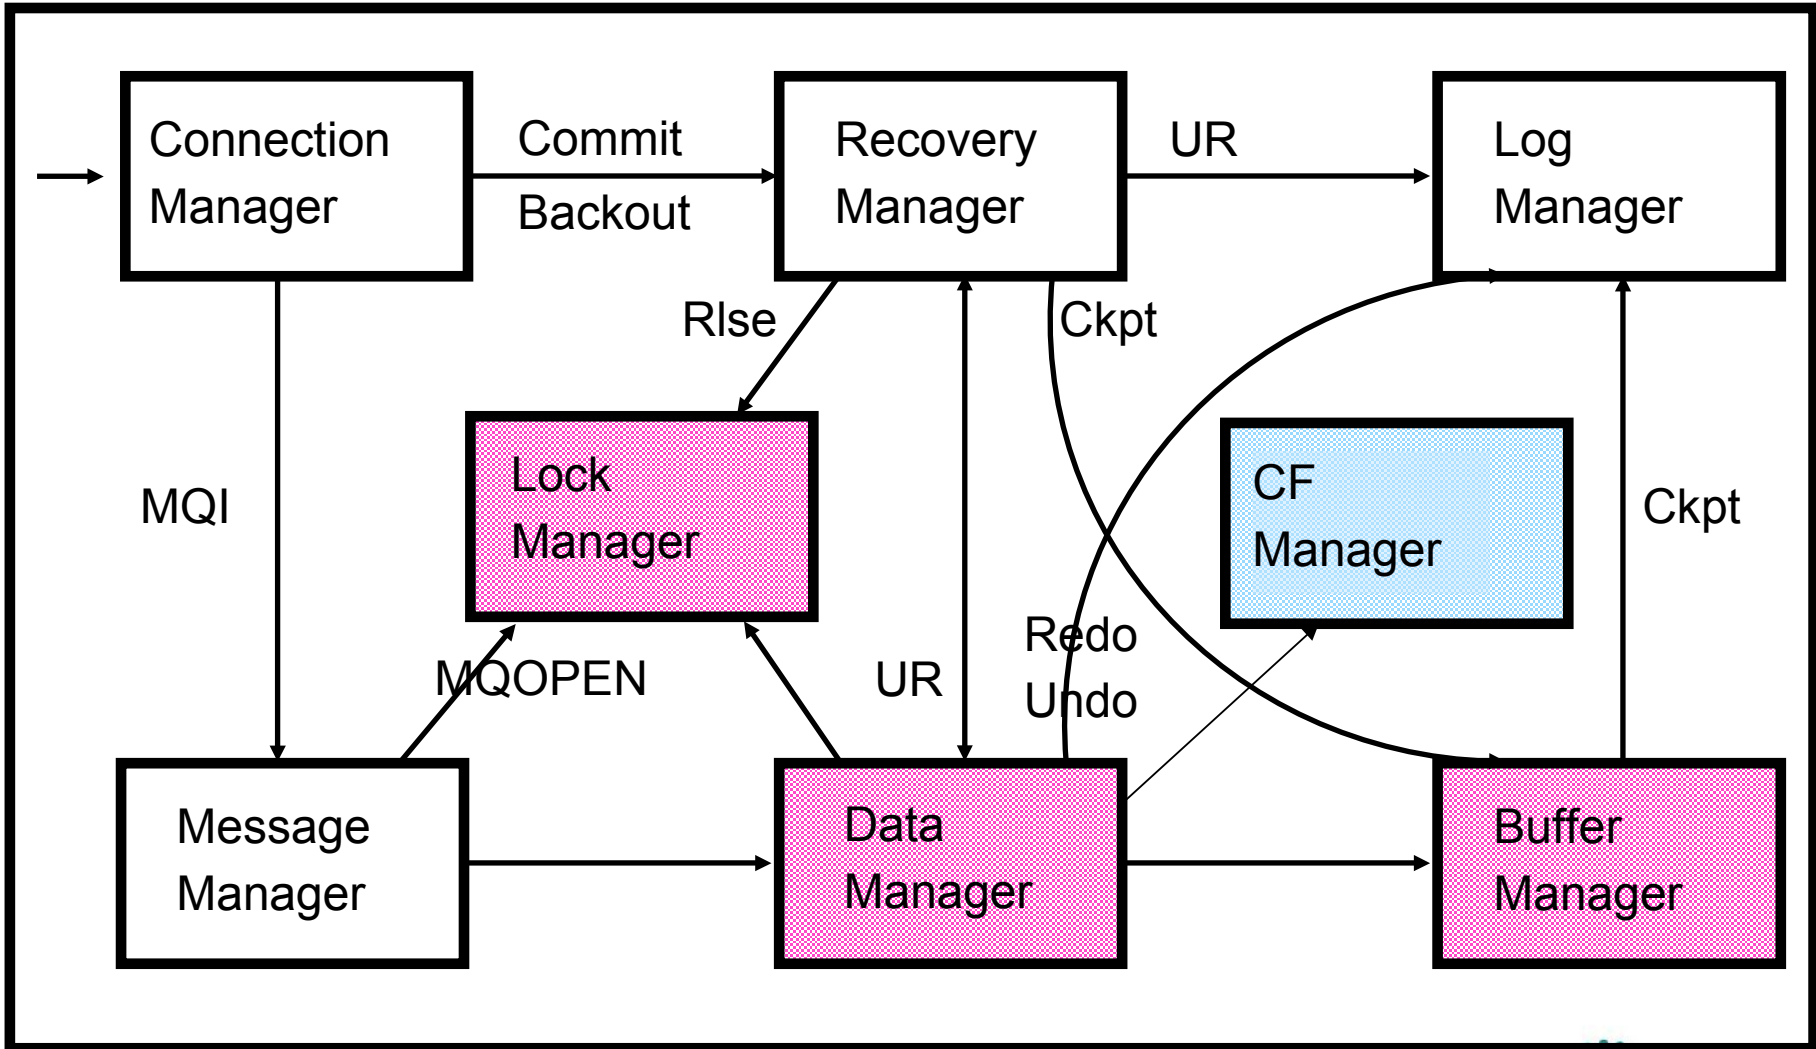 Connection
Manager
Commit
Backout
Recovery
Manager
UR
Log
Manager
Rlse
Ckpt
MQI
Lock
Manager
CF
Manager
Ckpt
MQOPEN
UR
Redo
Undo
Message
Manager
Data
Manager
Buffer
Manager